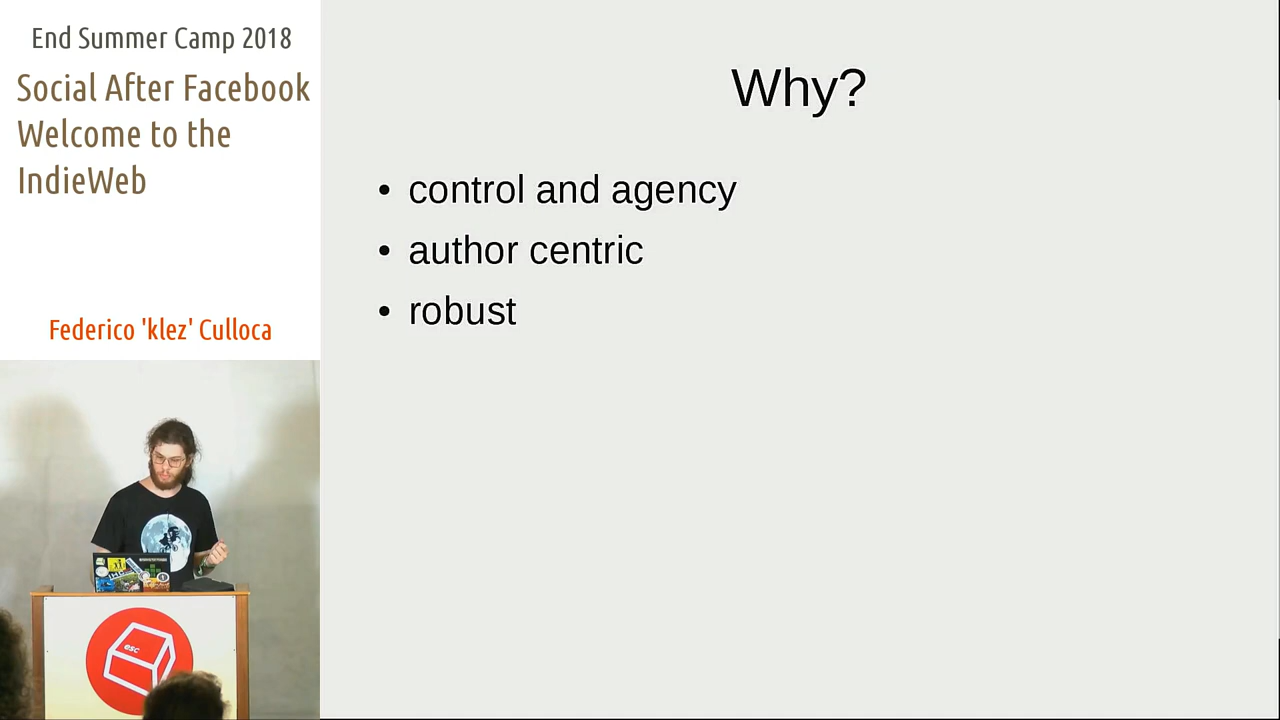 End Summer Camp 2018
Social After Facebook
Welcome to the
IndieWeb
Federico 'klez' Culloca
Why?
• control and agency
• author centric
• robust
esc